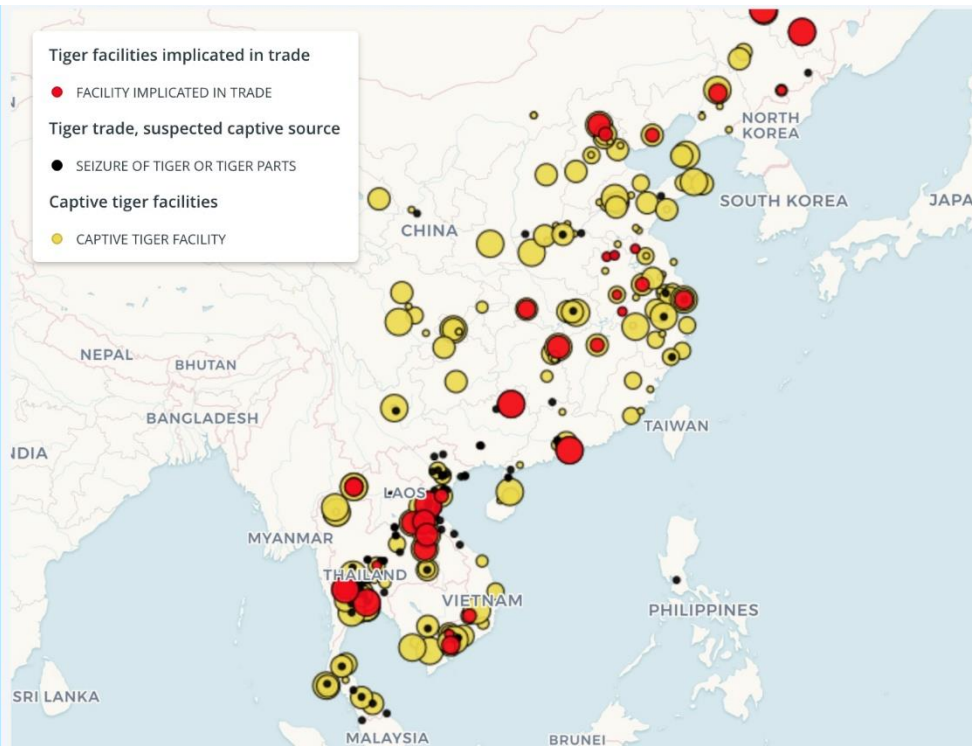 Tiger facilities implicated in trade
FACILITY IMPLICATED IN TRADE
Tiger trade, suspected captive source
SEIZURE OF TIGER OR TIGER PARTS
Captive tiger facilities
CAPTIVE TIGER FACILITY
NORTH
KOREA
SOUTH KOREA
JAPA
CHINA
NEPAL
BHUTAN
BANGLADESH
NDIA
TAIWAN
LAOS
MYANMAR
THAILAND
VIETNAM
PHILIPPINES
SRI LANKA
MALAYSIA
BRUNEI